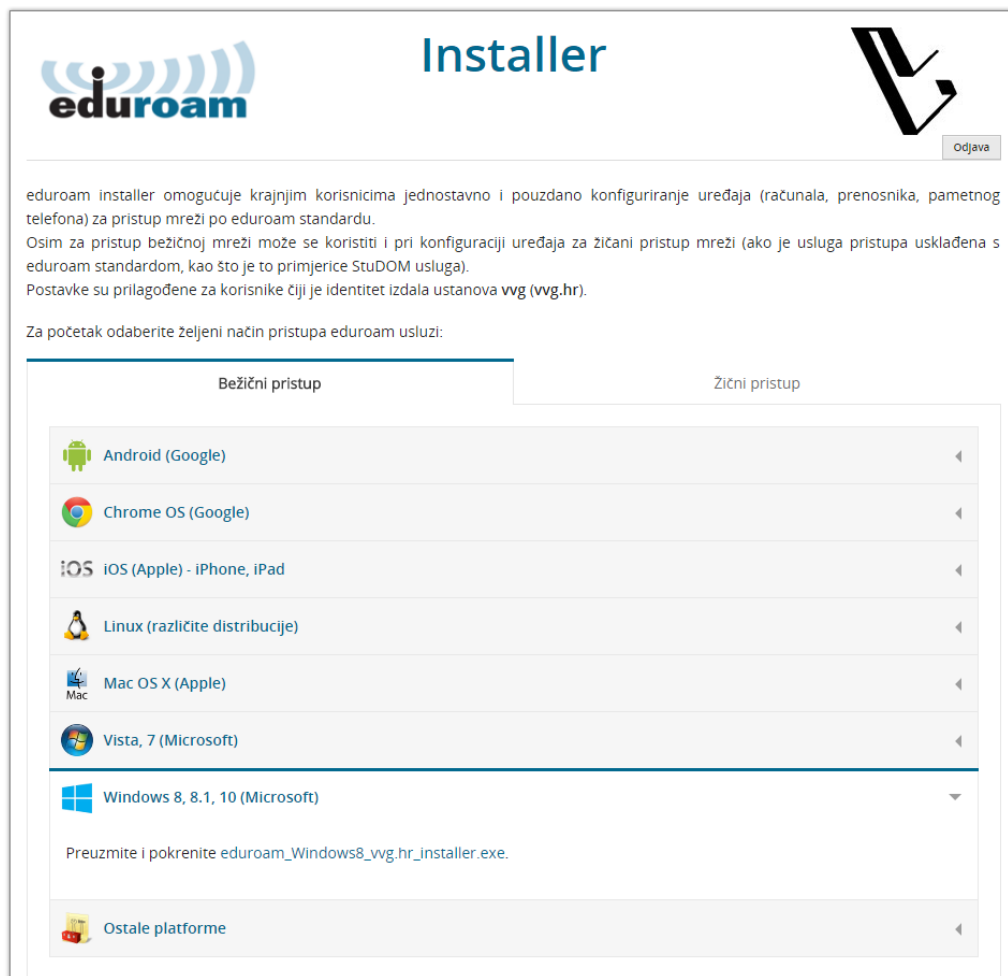 eduroam
Installer
Odjava
eduroam installer omogućuje krajnjim korisnicima jednostavno i pouzdano konfiguriranje uređaja (računala, prenosnika, pametnog
telefona) za pristup mreži po eduroam standardu.
Osim za pristup bežičnoj mreži može se koristiti i pri konfiguraciji uređaja za žičani pristup mreži (ako je usluga pristupa usklađena s
eduroam standardom, kao što je to primjerice StuDOM usluga).
Postavke su prilagođene za korisnike čiji je identitet izdala ustanova vvg (vvg.hr).
Za početak odaberite željeni način pristupa eduroam usluzi:
Bežični pristup
Žični pristup
Android (Google)
Chrome OS (Google)
iOS iOS (Apple) - iPhone, iPad
Linux (različite distribucije)
Mac Mac OS X (Apple)
Vista, 7 (Microsoft)
Windows 8, 8.1, 10 (Microsoft)
Preuzmite i pokrenite eduroam_Windows8_vvg.hr_installer.exe.
Ostale platforme